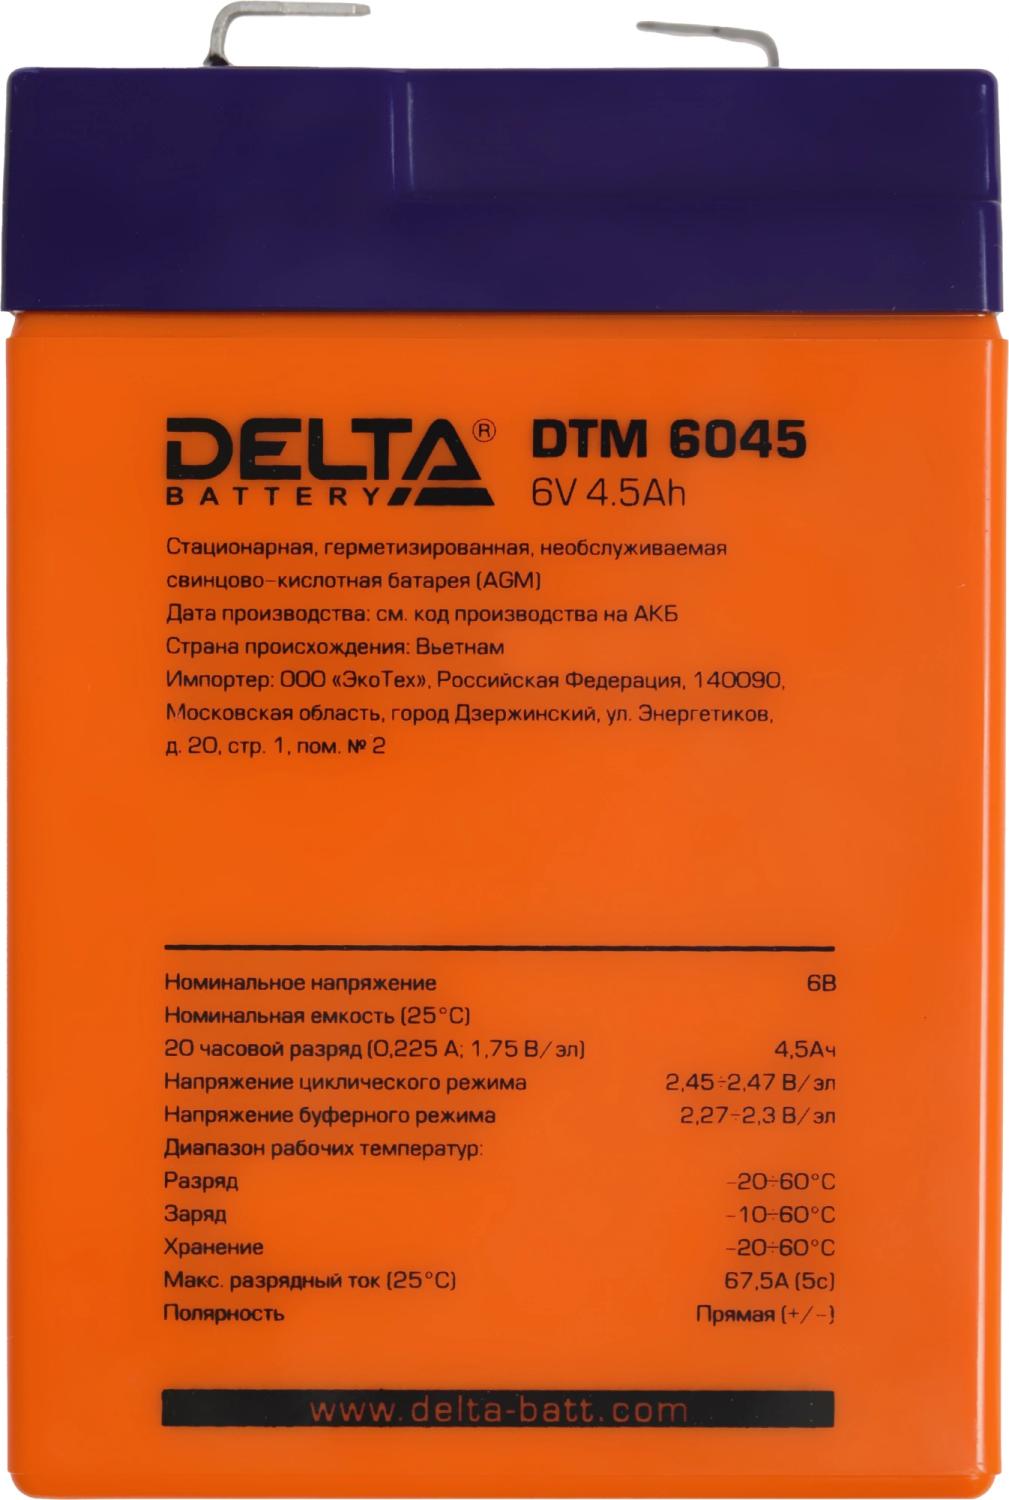 DELTA® DTM 6045
BATTERY 6V 4.5Ah
Стационарная, герметизированная, необслуживаемая
свинцово-кислотная батарея (AGM)
Дата производства: см. код производства на АКБ
Страна происхождения: Вьетнам
Импортер: ООО «ЭкоТех», Российская Федерация, 140090,
Московская область, город Дзержинский, ул. Энергетиков,
д. 20, стр. 1, пом. № 2
Номинальное напряжение 6В
Номинальная емкость (25°С)
20 часовой разряд (0,225 А; 1,75 В/эл) 4,5Ач
Напряжение циклического режима 2,45÷2,47 В/эл
Напряжение буферного режима 2,27÷2,3 В/эл
Диапазон рабочих температур:
Разряд -20÷60°С
Заряд -10÷60°С
Хранение -20÷60°С
Макс. разрядный ток (25°С) 67,5А (5с)
Полярность Прямая (+/-)
www.delta-batt.com